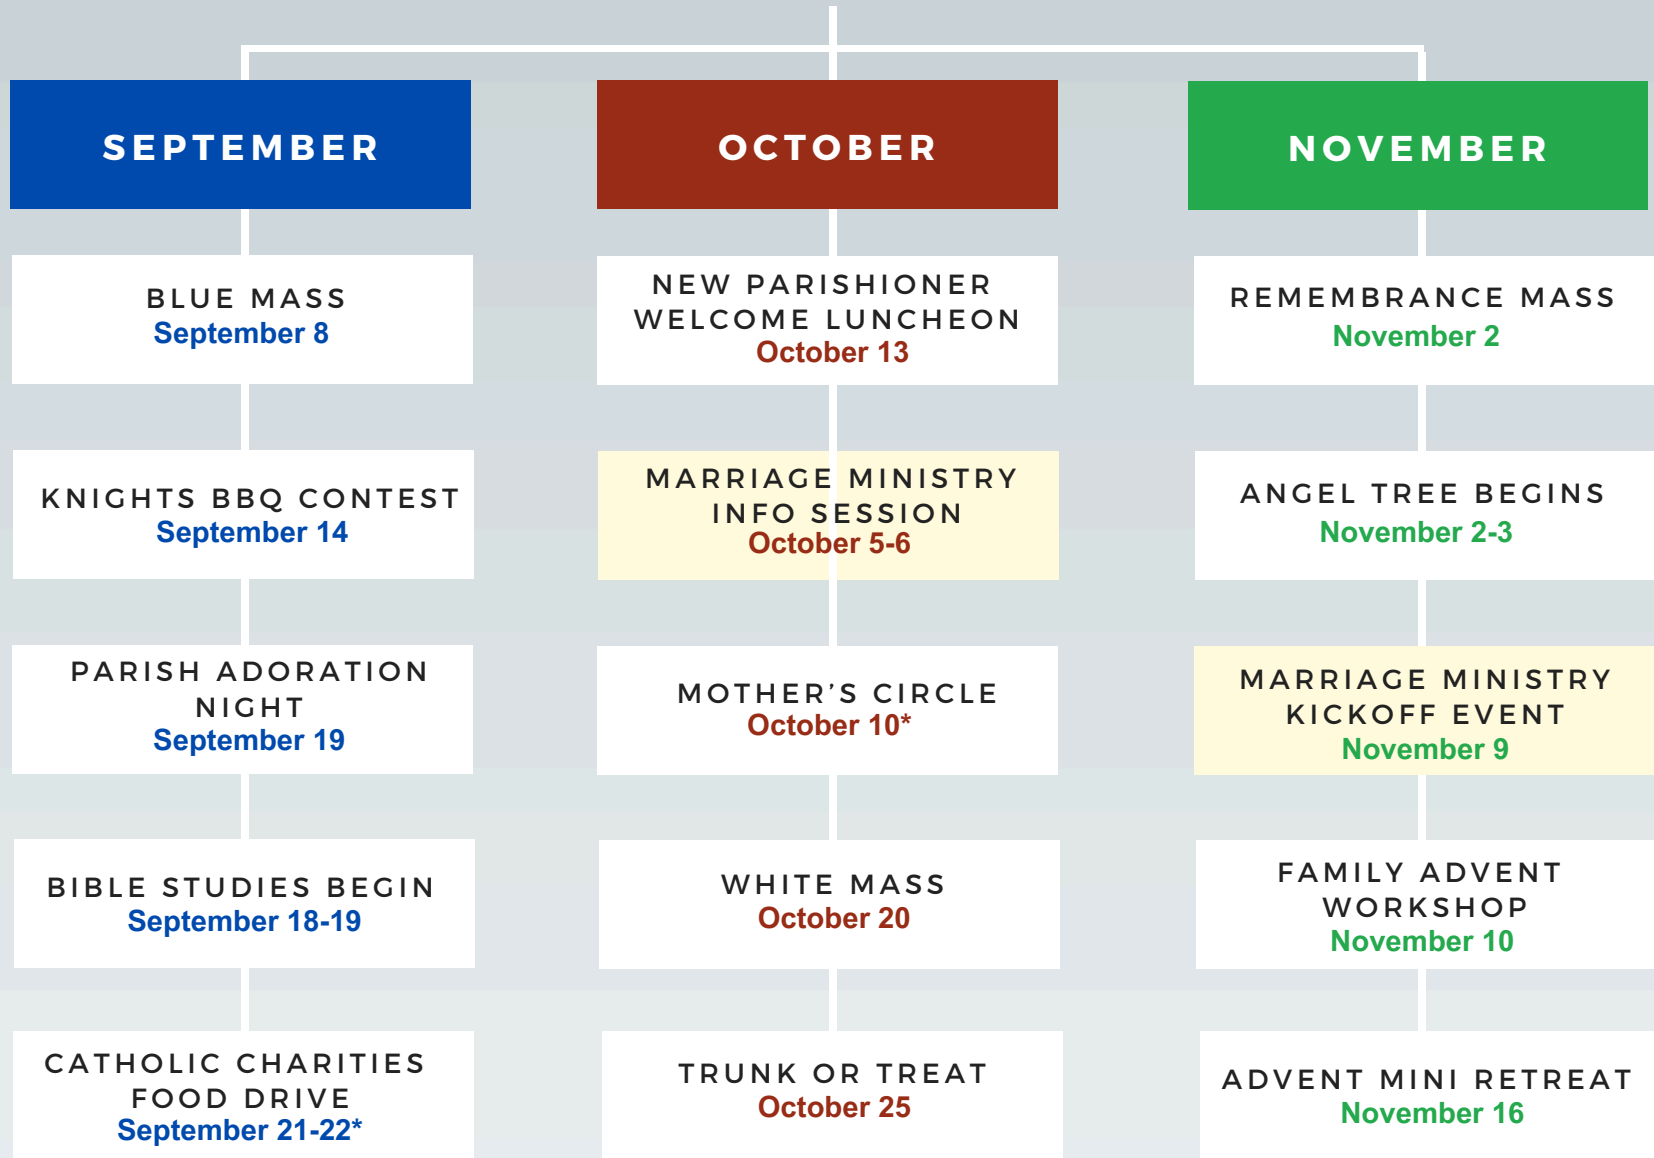 SEPTEMBER
BLUE MASS
September 8
KNIGHTS BBQ CONTEST
September 14
PARISH ADORATION
NIGHT
September 19
BIBLE STUDIES BEGIN
September 18-19
CATHOLIC CHARITIES
FOOD DRIVE
September 21-22*
OCTOBER
NEW PARISHIONER
WELCOME LUNCHEON
October 13
MARRIAGE MINISTRY
INFO SESSION
October 5-6
MOTHER'S CIRCLE
October 10*
WHITE MASS
October 20
TRUNK OR TREAT
October 25
NOVEMBER
REMEMBRANCE MASS
November 2
ANGEL TREE BEGINS
November 2-3
MARRIAGE MINISTRY
KICKOFF EVENT
November 9
FAMILY ADVENT
WORKSHOP
November 10
ADVENT MINI RETREAT
November 16